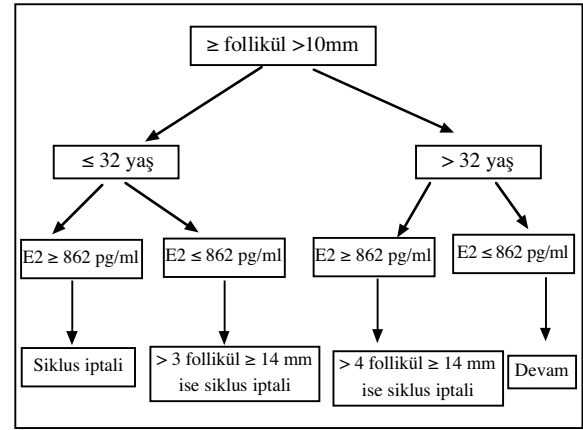 ≥ follikül >10mm
≤ 32 yaş
> 32 yaş
E2 ≥ 862 pg/ml
E2 ≤ 862 pg/ml
E2 ≥ 862 pg/ml
E2 ≤ 862 pg/ml
Siklus iptali
> 3 follikül ≥ 14 mm
ise siklus iptali
> 4 follikül ≥ 14 mm
ise siklus iptali
Devam